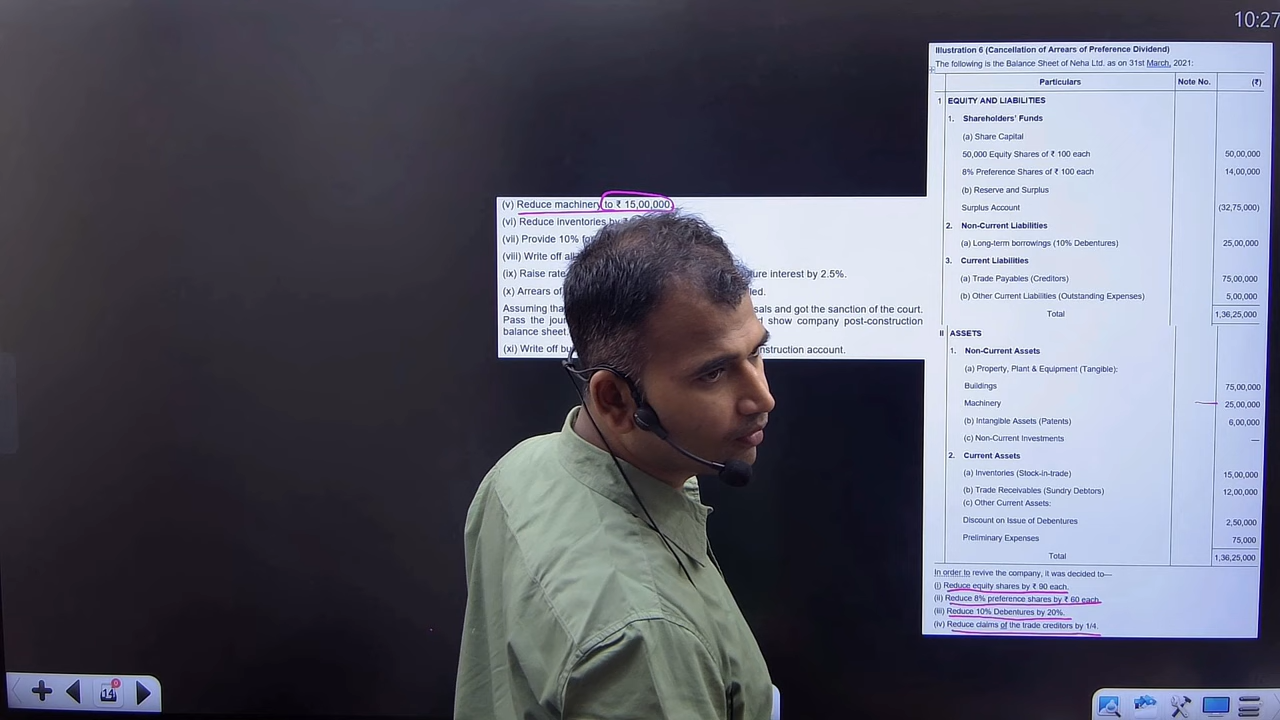 10:27
Illustration 6 (Cancellation of Arrears of Preference Dividend)
The following is the Balance Sheet of Neha Ltd. as on 31st March, 2021:
Particulars Note No. (₹)
1 EQUITY AND LIABILITIES
1. Shareholders' Funds
(a) Share Capital
50,000 Equity Shares of ₹ 100 each 50,00,000
8% Preference Shares of ₹ 100 each 14,00,000
(b) Reserve and Surplus
Surplus Account (32,75,000)
2. Non-Current Liabilities
(a) Long-term borrowings (10% Debentures) 25,00,000
3. Current Liabilities
(a) Trade Payables (Creditors) 75,00,000
(b) Other Current Liabilities (Outstanding Expenses) 5,00,000
Total 1,36,25,000
II ASSETS
1. Non-Current Assets
(a) Property, Plant & Equipment (Tangible):
Buildings 75,00,000
Machinery 25,00,000
(b) Intangible Assets (Patents) 6,00,000
(c) Non-Current Investments —
2. Current Assets
(a) Inventories (Stock-in-trade) 15,00,000
(b) Trade Receivables (Sundry Debtors) 12,00,000
(c) Other Current Assets:
Discount on Issue of Debentures 2,50,000
Preliminary Expenses 75,000
Total 1,36,25,000
In order to revive the company, it was decided to—
(i) Reduce equity shares by ₹ 90 each.
(ii) Reduce 8% preference shares by ₹ 60 each.
(iii) Reduce 10% Debentures by 20%.
(iv) Reduce claims of the trade creditors by 1/4.
(v) Reduce machinery to ₹ 15,00,000
(vi) Reduce inventories by
(vii) Provide 10%
(viii) Write off
(ix) Raise rate interest by 2.5%.
(x) Arrears of
Assuming and got the sanction of the court.
Pass the show company post-construction
balance sheet.
(xi) Write off account.
14